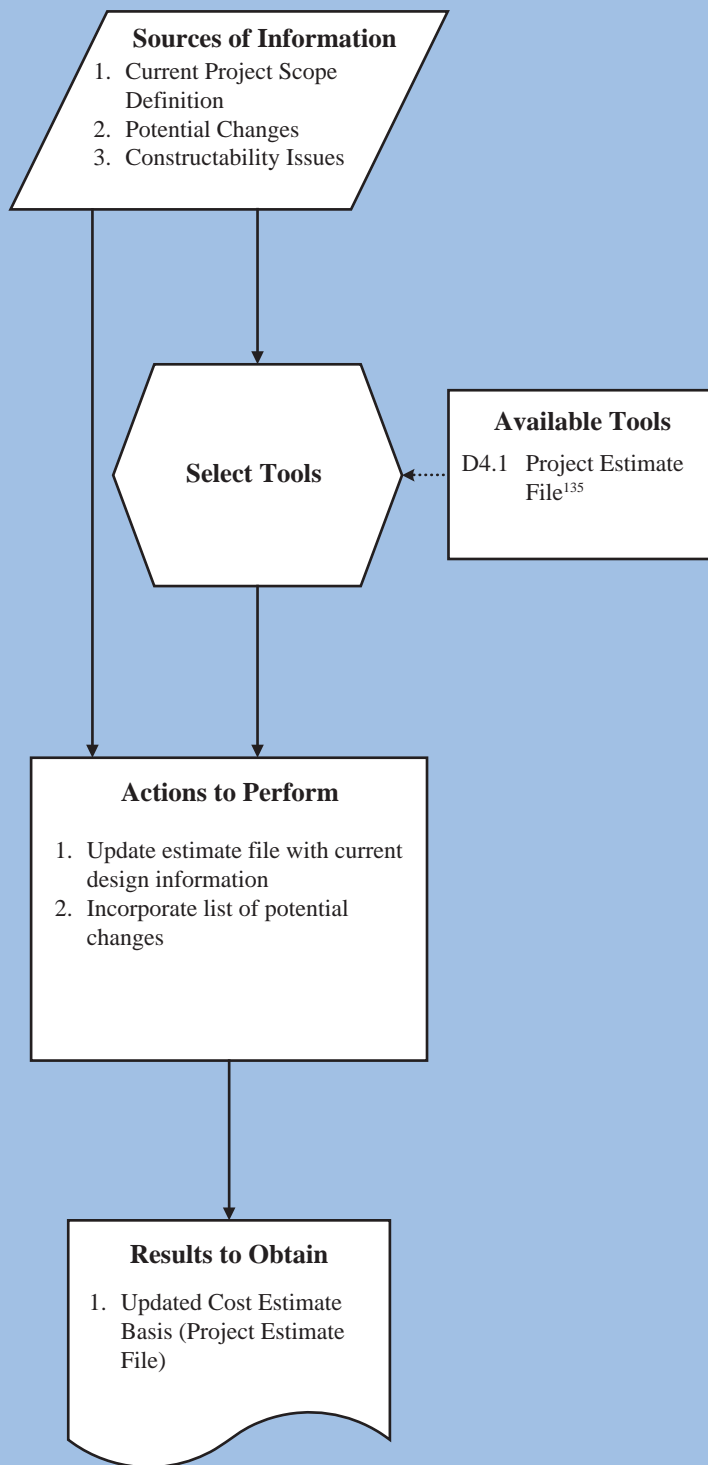 Sources of Information
1. Current Project Scope
Definition
2. Potential Changes
3. Constructability Issues
Select Tools
Available Tools
D4.1 Project Estimate
File¹³⁵
Actions to Perform
1. Update estimate file with current
design information
2. Incorporate list of potential
changes
Results to Obtain
1. Updated Cost Estimate
Basis (Project Estimate
File)